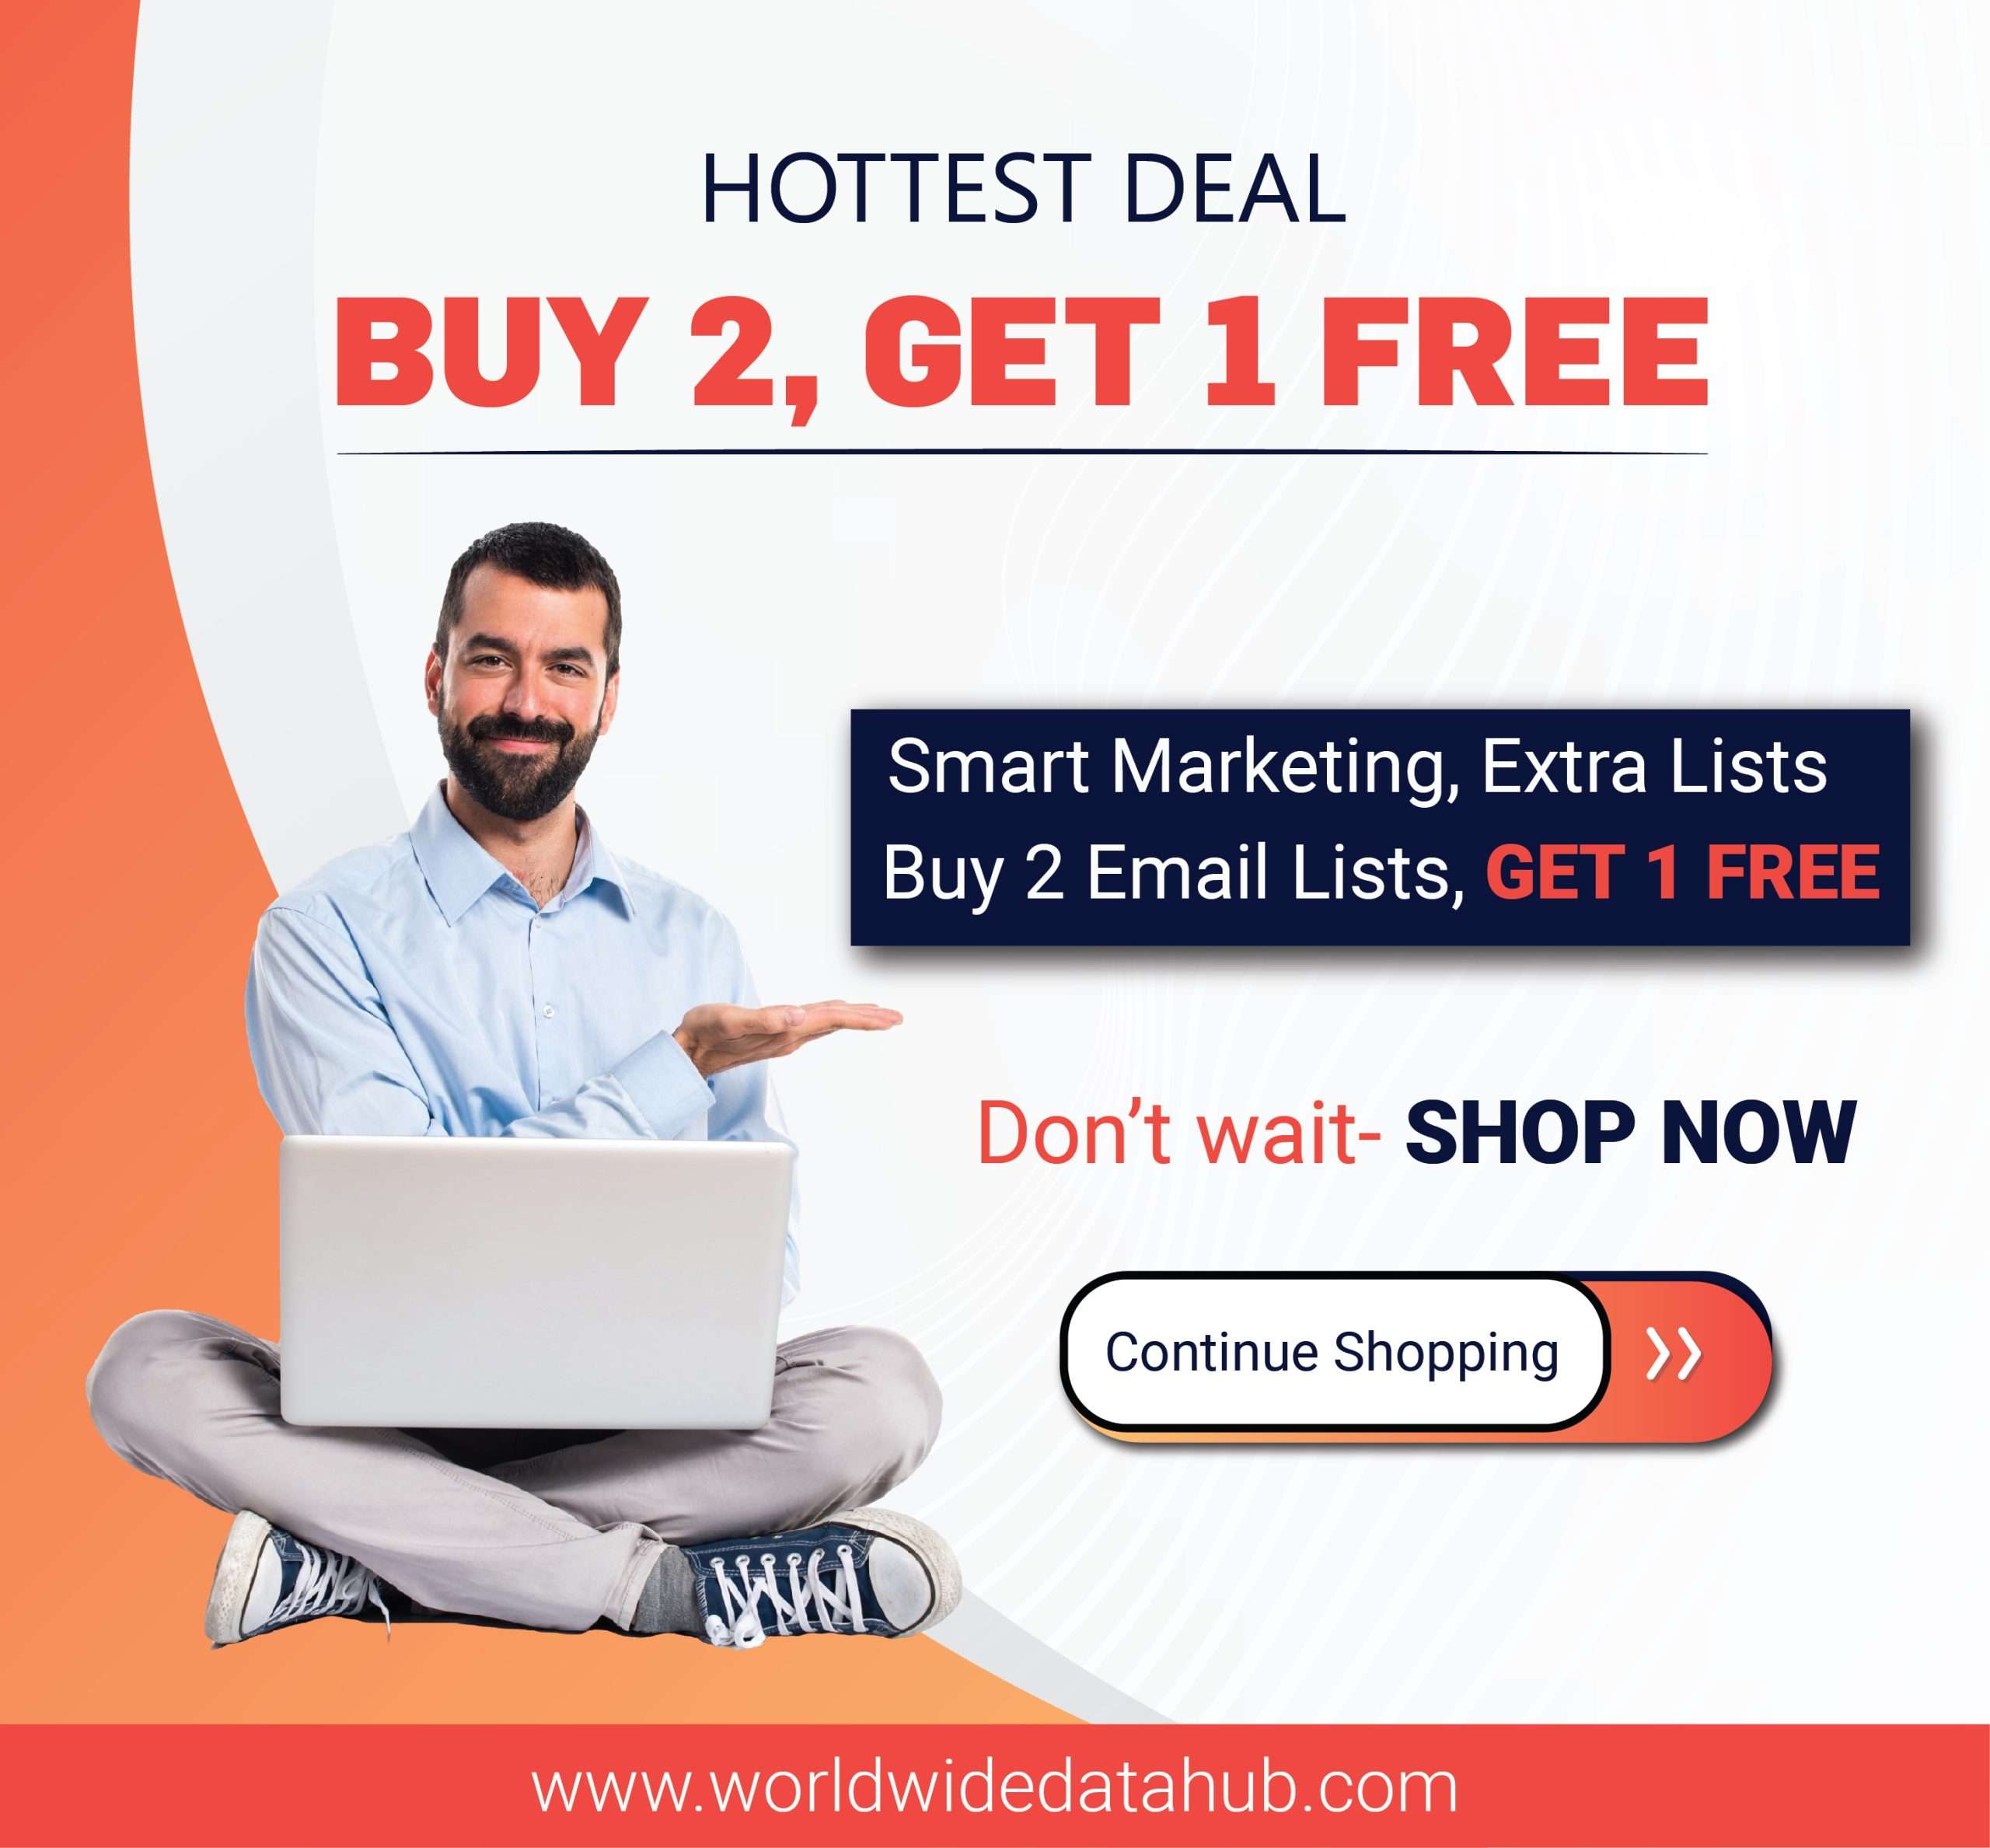 HOTTEST DEAL
BUY 2, GET 1 FREE
Smart Marketing, Extra Lists
Buy 2 Email Lists, GET 1 FREE
Don't wait- SHOP NOW
Continue Shopping
www.worldwidedatahub.com